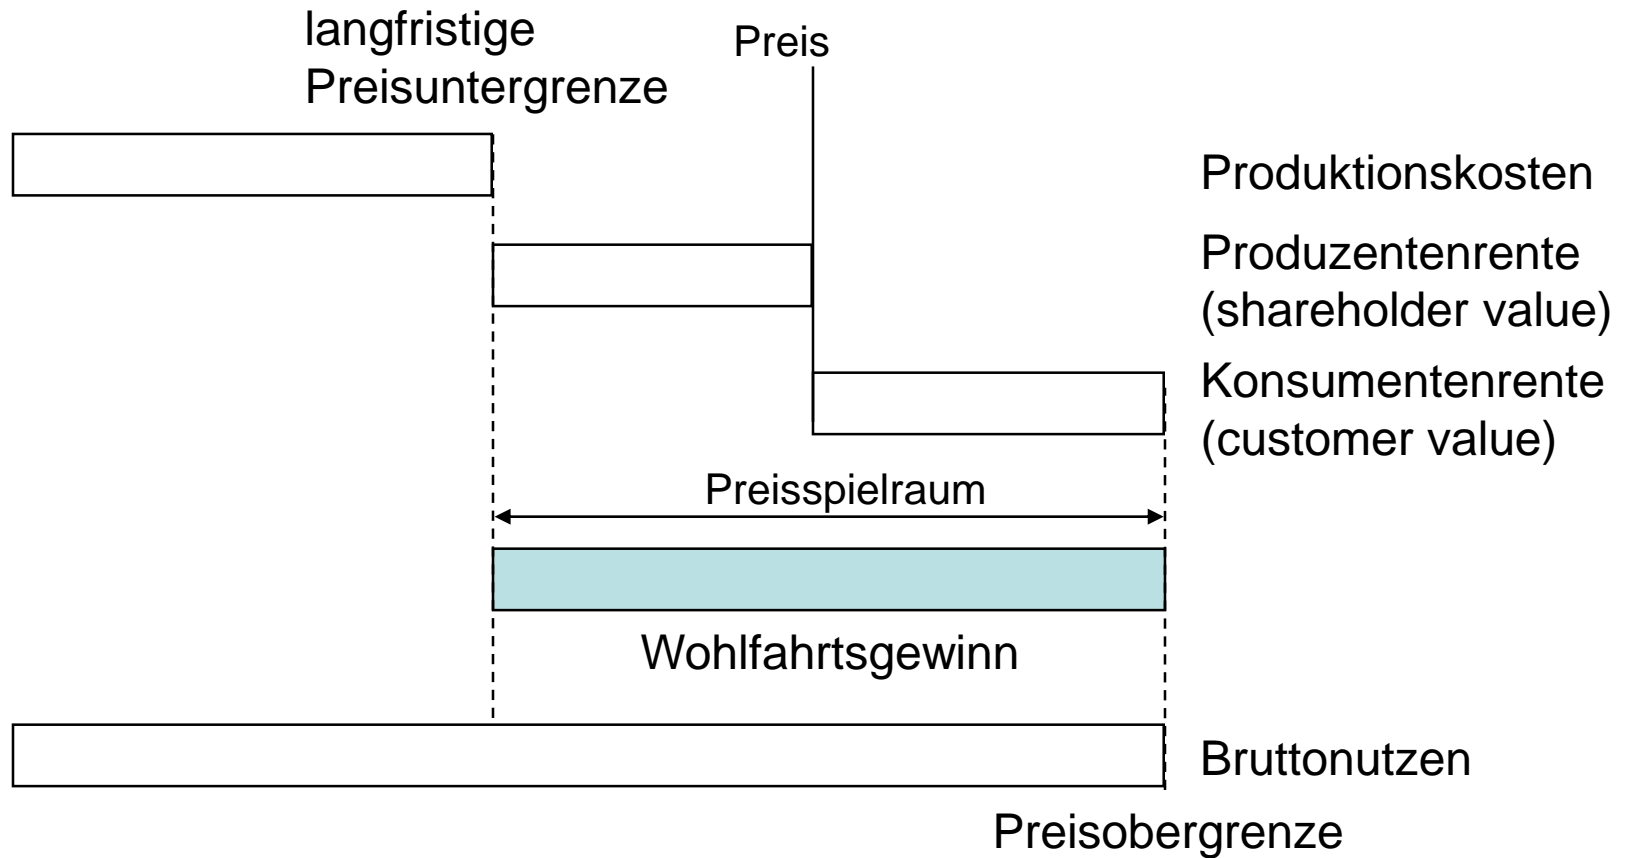 langfristige
Preisuntergrenze
Preis
Produktionskosten
Produzentenrente
(shareholder value)
Konsumentenrente
(customer value)
Preisspielraum
Wohlfahrtsgewinn
Bruttonutzen
Preisobergrenze